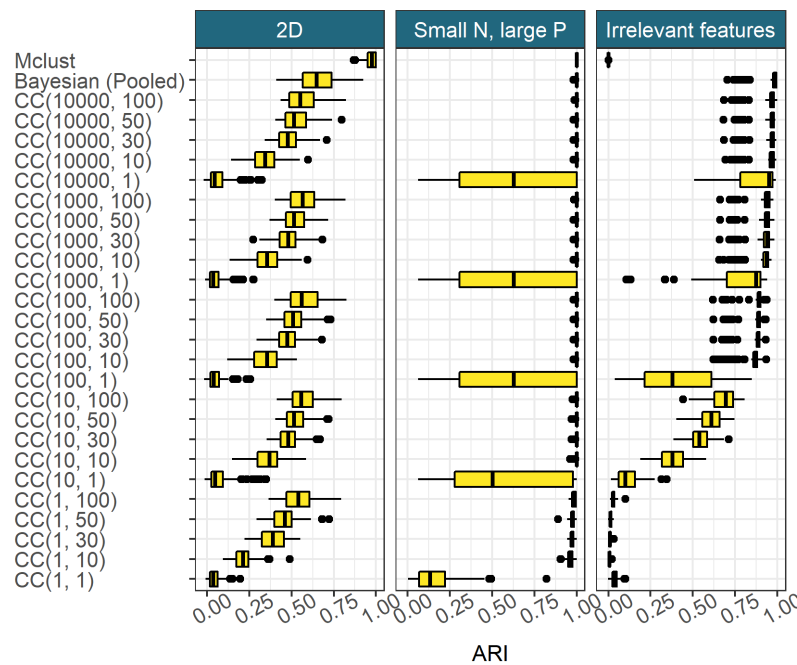 2D
Small N, large P
Irrelevant features
Mclust
Bayesian (Pooled)
CC(10000, 100)
CC(10000, 50)
CC(10000, 30)
CC(10000, 10)
CC(10000, 1)
CC(1000, 100)
CC(1000, 50)
CC(1000, 30)
CC(1000, 10)
CC(1000, 1)
CC(100, 100)
CC(100, 50)
CC(100, 30)
CC(100, 10)
CC(100, 1)
CC(10, 100)
CC(10, 50)
CC(10, 30)
CC(10, 10)
CC(10, 1)
CC(1, 100)
CC(1, 50)
CC(1, 30)
CC(1, 10)
CC(1, 1)
0.00 0.25 0.50 0.75 1.00
0.00 0.25 0.50 0.75 1.00
0.00 0.25 0.50 0.75 1.00
ARI